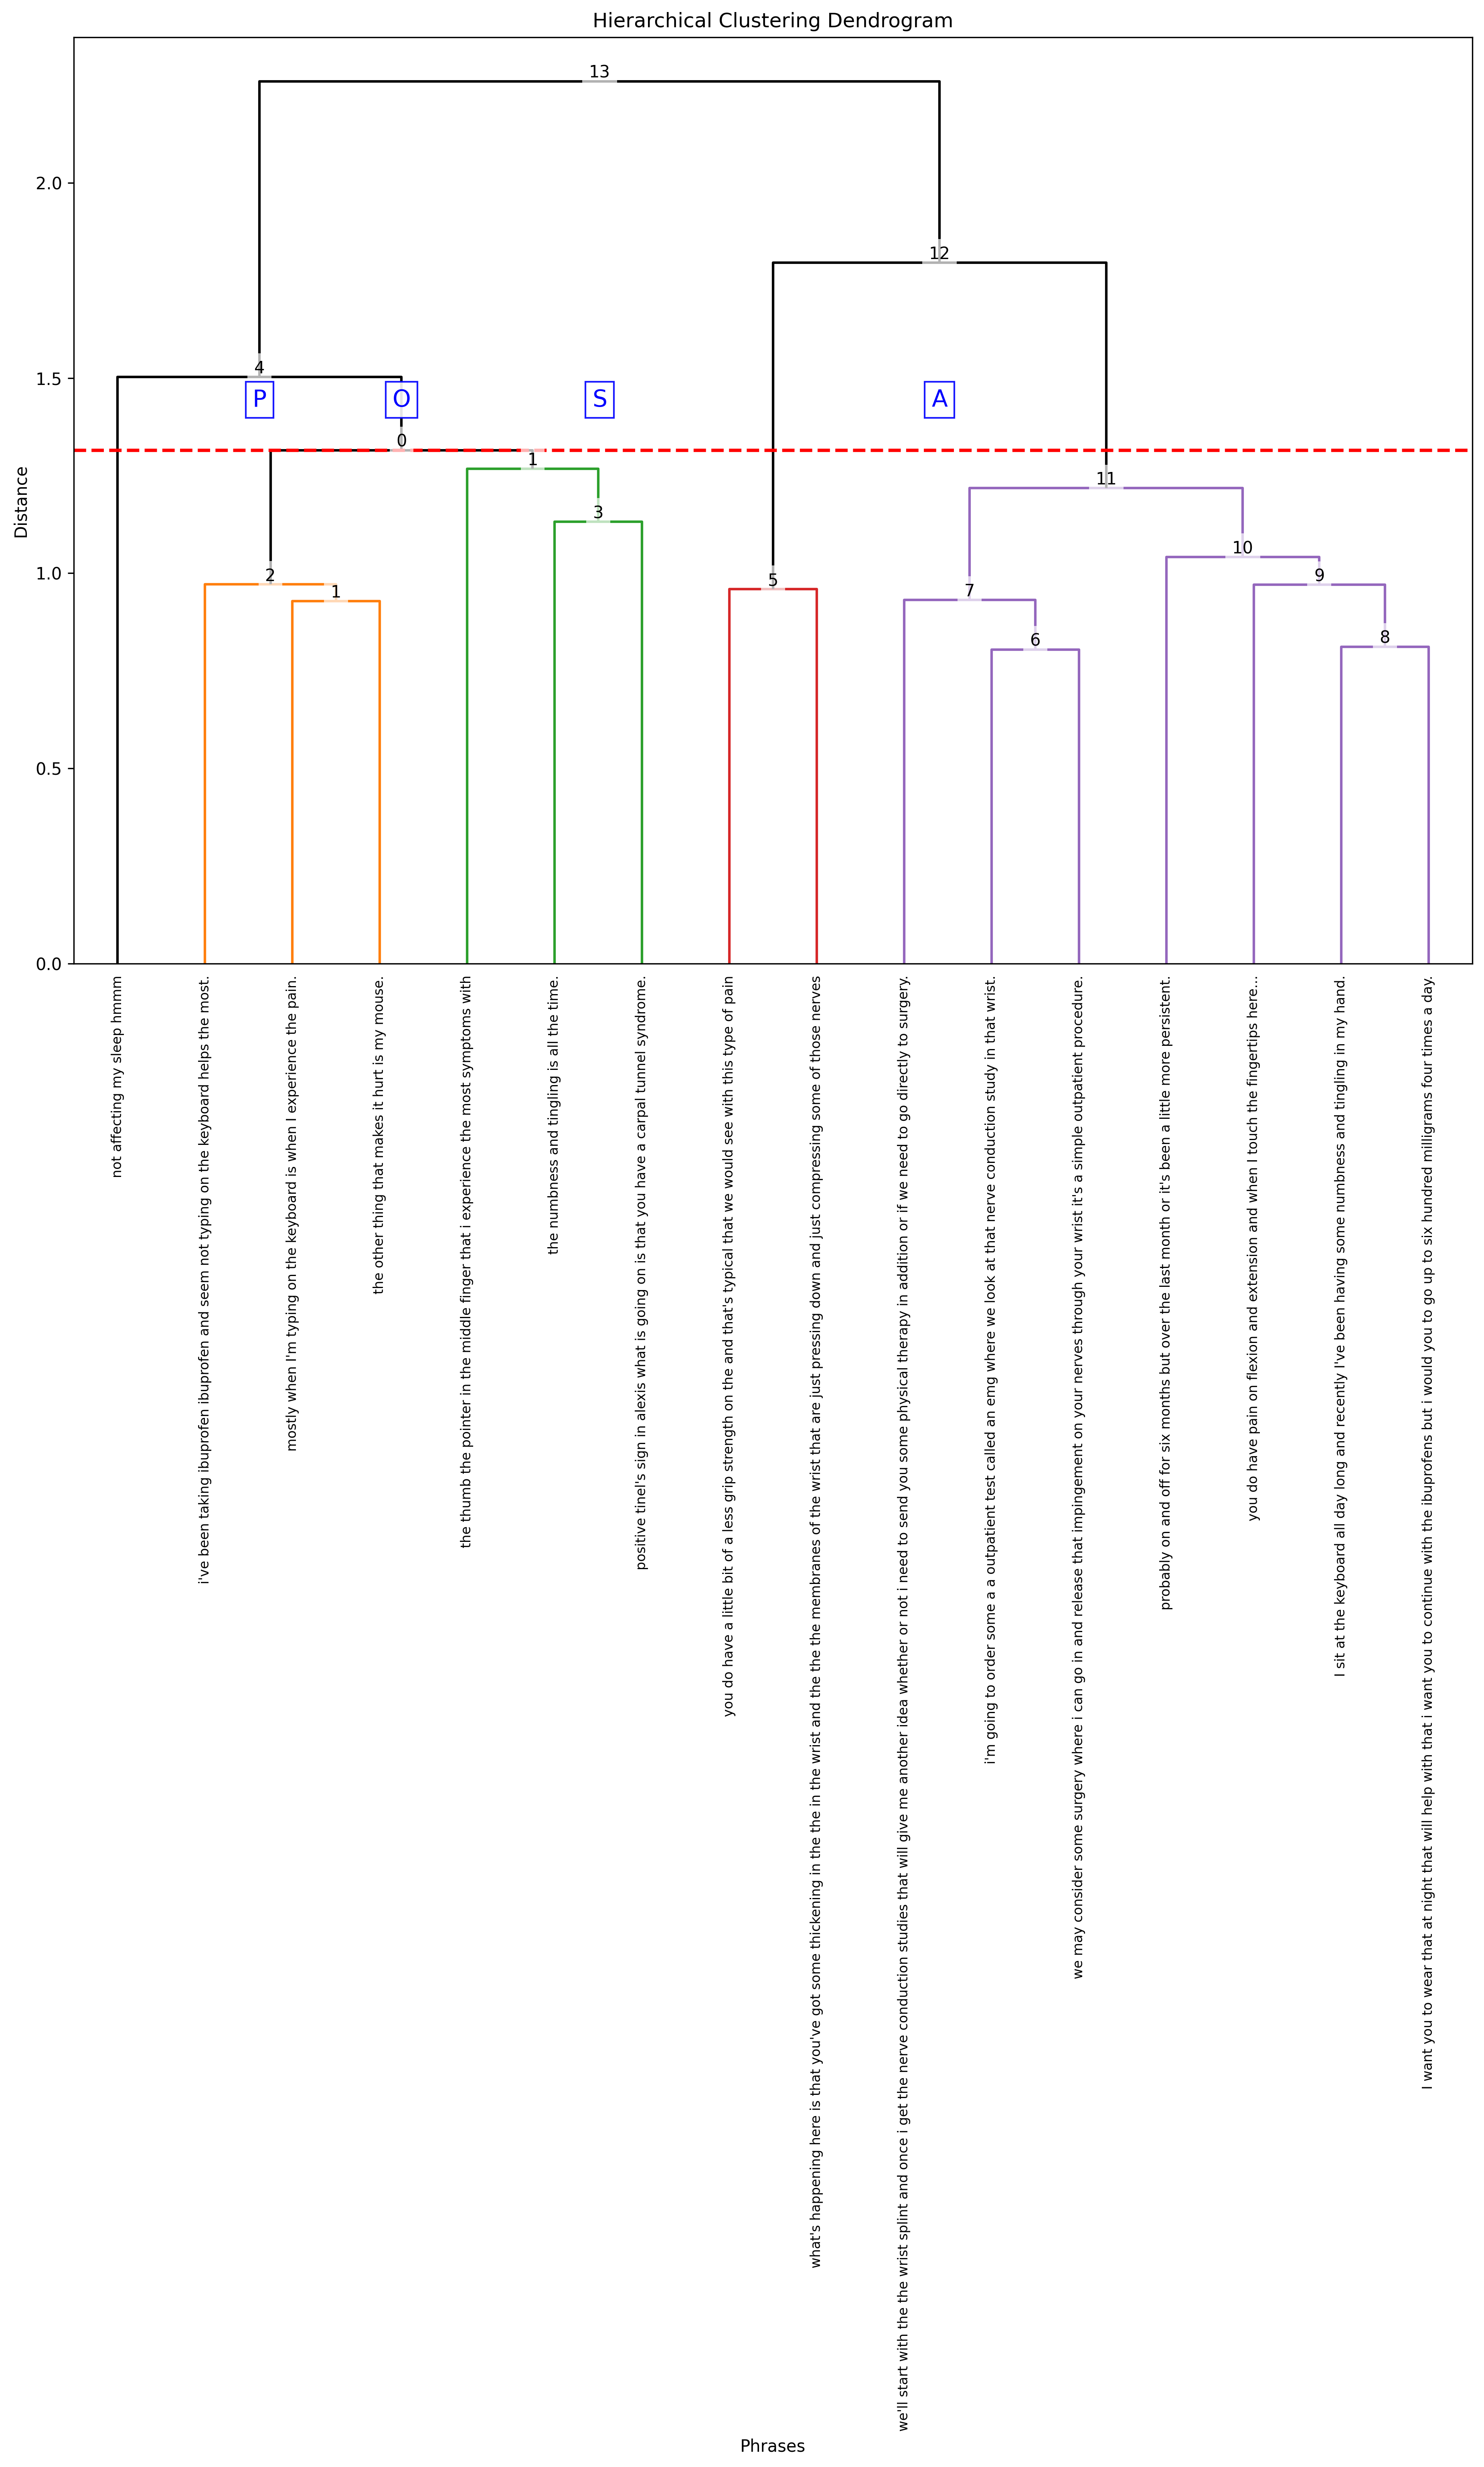 Hierarchical Clustering Dendrogram
13
12
2.0
4
1.5
P
O
S
A
0
1
11
3
10
Distance
1.0
2
1
5
7
9
6
8
0.5
0.0
not affecting my sleep hmmm
i've been taking ibuprofen ibuprofen and seem not typing on the keyboard helps the most.
mostly when I'm typing on the keyboard is when I experience the pain.
the other thing that makes it hurt is my mouse.
the thumb the pointer in the middle finger that i experience the most symptoms with
the numbness and tingling is all the time.
positive tinel's sign in alexis what is going on is that you have a carpal tunnel syndrome.
you do have a little bit of a less grip strength on the and that's typical that we would see with this type of pain
what's happening here is that you've got some thickening in the the in the wrist and the the membranes of the wrist that are just pressing down and just compressing some of those nerves
we'll start with the the wrist splint and once i get the nerve conduction studies that will give me another idea whether or not i need to send you some physical therapy in addition or if we need to go directly to surgery.
i'm going to order some a a outpatient test called an emg where we look at that nerve conduction study in that wrist.
we may consider some surgery where i can go in and release that impingement on your nerves through your wrist it's a simple outpatient procedure.
probably on and off for six months but over the last month or it's been a little more persistent.
you do have pain on flexion and extension and when I touch the fingertips here...
I sit at the keyboard all day long and recently I've been having some numbness and tingling in my hand.
I want you to wear that at night that will help with that i want you to continue with the ibuprofens but i would you to go up to six hundred milligrams four times a day.
Phrases